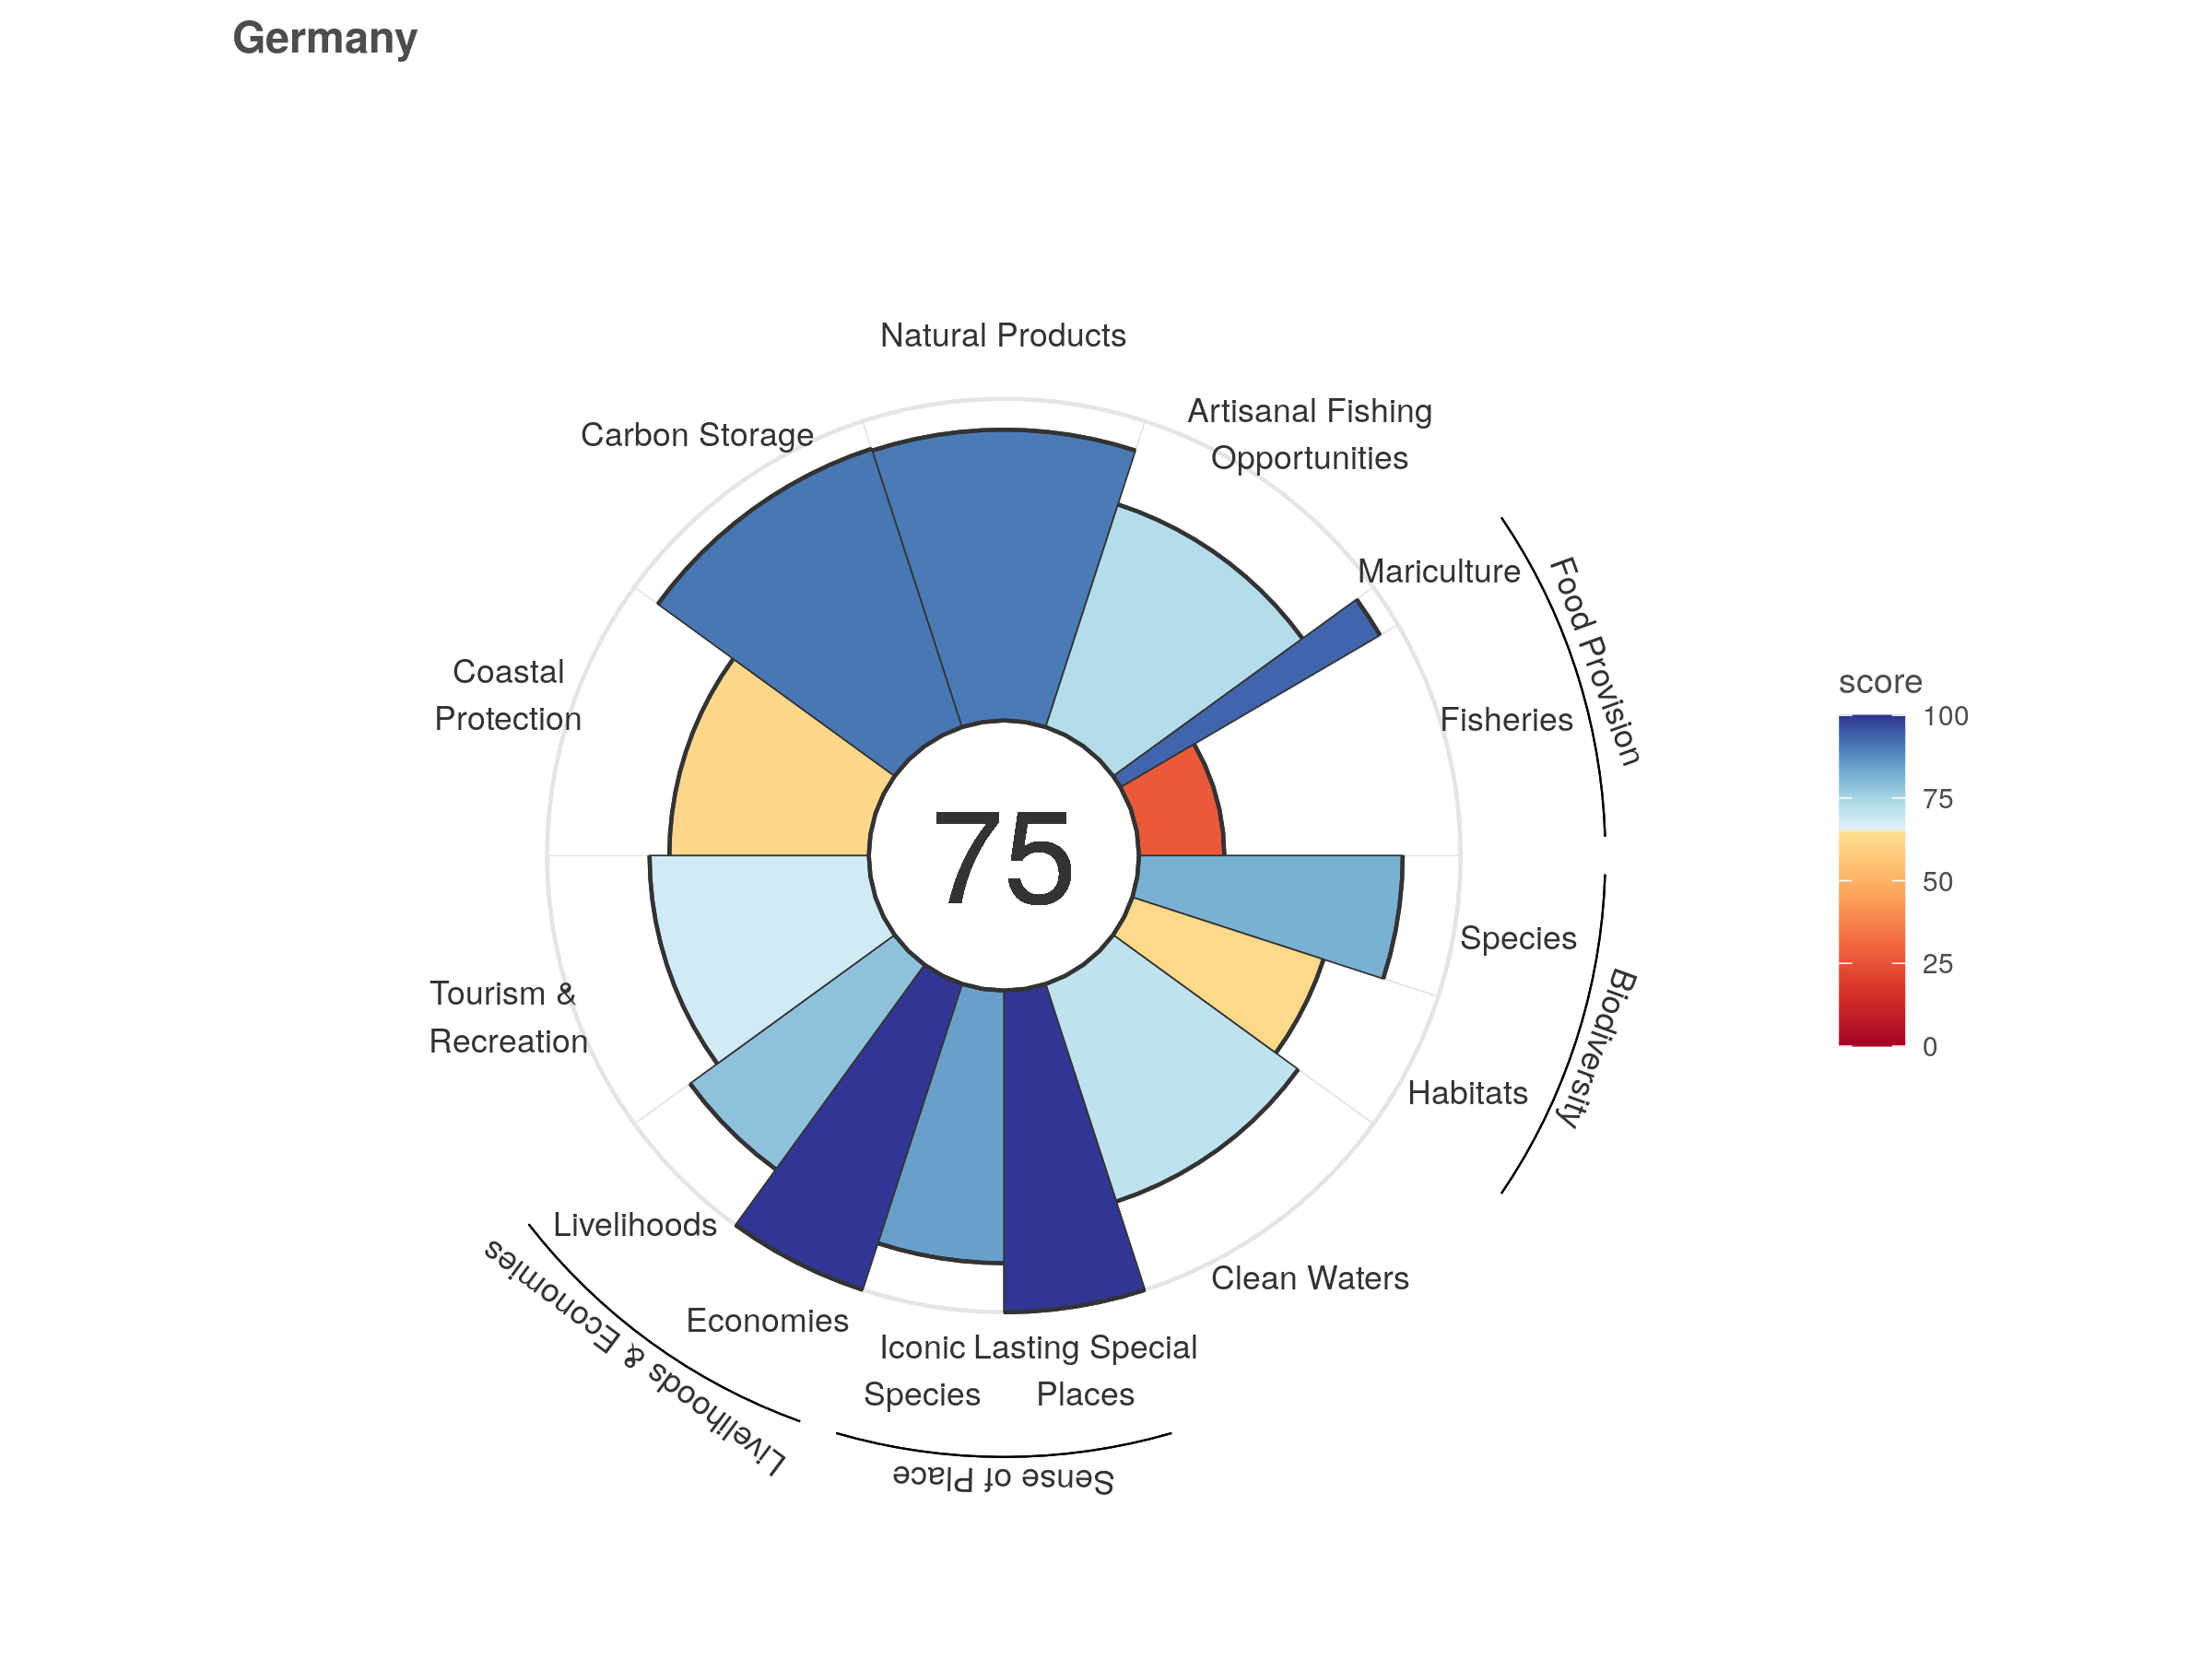 Germany
Natural Products
Artisanal Fishing
Opportunities
Carbon Storage
Mariculture
Food Provision
Fisheries
Coastal
Protection
75
Species
Biodiversity
Habitats
Tourism &
Recreation
Clean Waters
Livelihoods
Economies
Livelihoods & Economies
Iconic
Species
Lasting Special
Places
Sense of Place
score
100
75
50
25
0